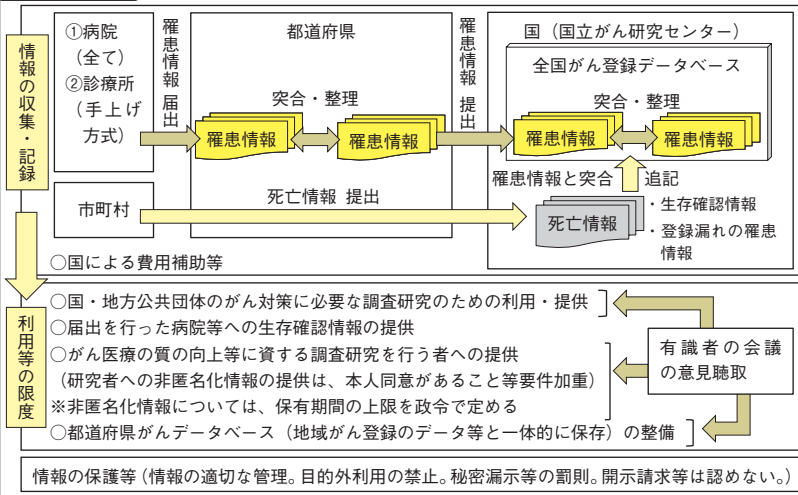 情報の収集・記録
①病院
（全て）
②診療所
（手上げ
方式）
罹患情報 届出
都道府県
突合・整理
罹患情報
罹患情報
罹患情報 提出
国（国立がん研究センター）
全国がん登録データベース
突合・整理
罹患情報
罹患情報
罹患情報と突合
追記
市町村
死亡情報 提出
死亡情報
・生存確認情報
・登録漏れの罹患
情報
○国による費用補助等
利用等の限度
○国・地方公共団体のがん対策に必要な調査研究のための利用・提供
○届出を行った病院等への生存確認情報の提供
○がん医療の質の向上等に資する調査研究を行う者への提供
（研究者への非匿名化情報の提供は、本人同意があること等要件加重）
※非匿名化情報については、保有期間の上限を政令で定める
○都道府県がんデータベース（地域がん登録のデータ等と一体的に保存）の整備
有識者の会議
の意見聴取
情報の保護等（情報の適切な管理。目的外利用の禁止。秘密漏示等の罰則。開示請求等は認めない。）